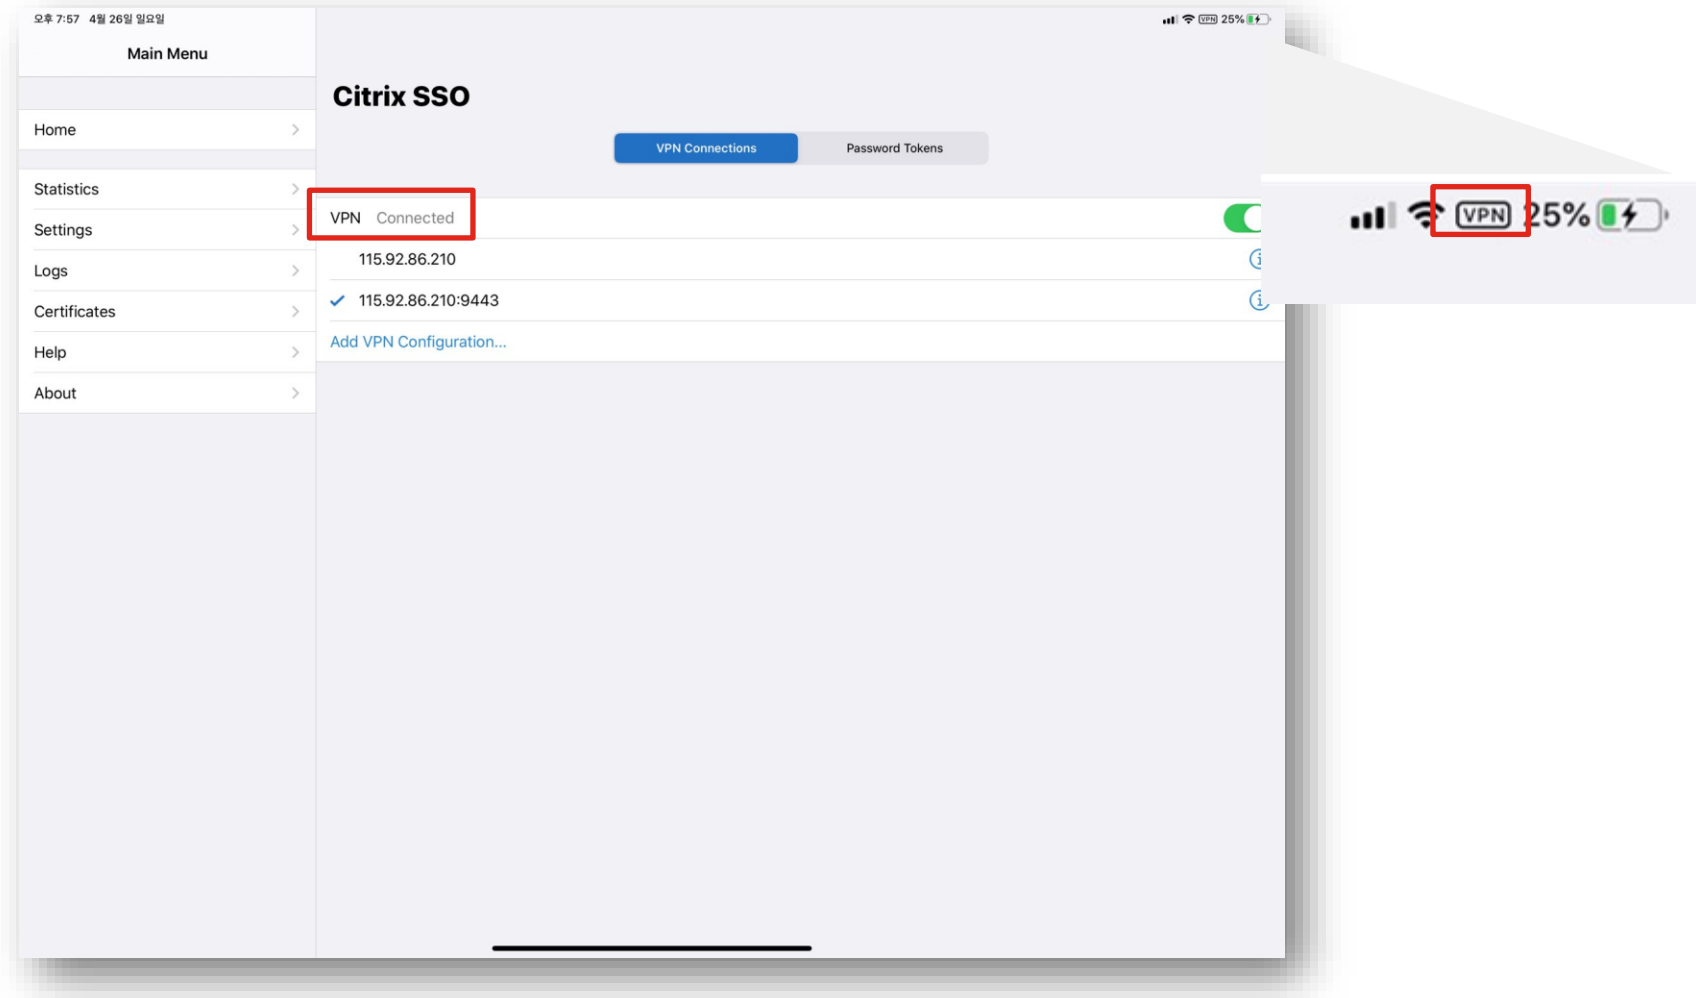 오후 7:57 4월 26일 일요일
VPN 25%
Main Menu
Home
Statistics
Settings
Logs
Certificates
Help
About
Citrix SSO
VPN Connections Password Tokens
VPN Connected
115.92.86.210
115.92.86.210:9443
Add VPN Configuration...
VPN 25%